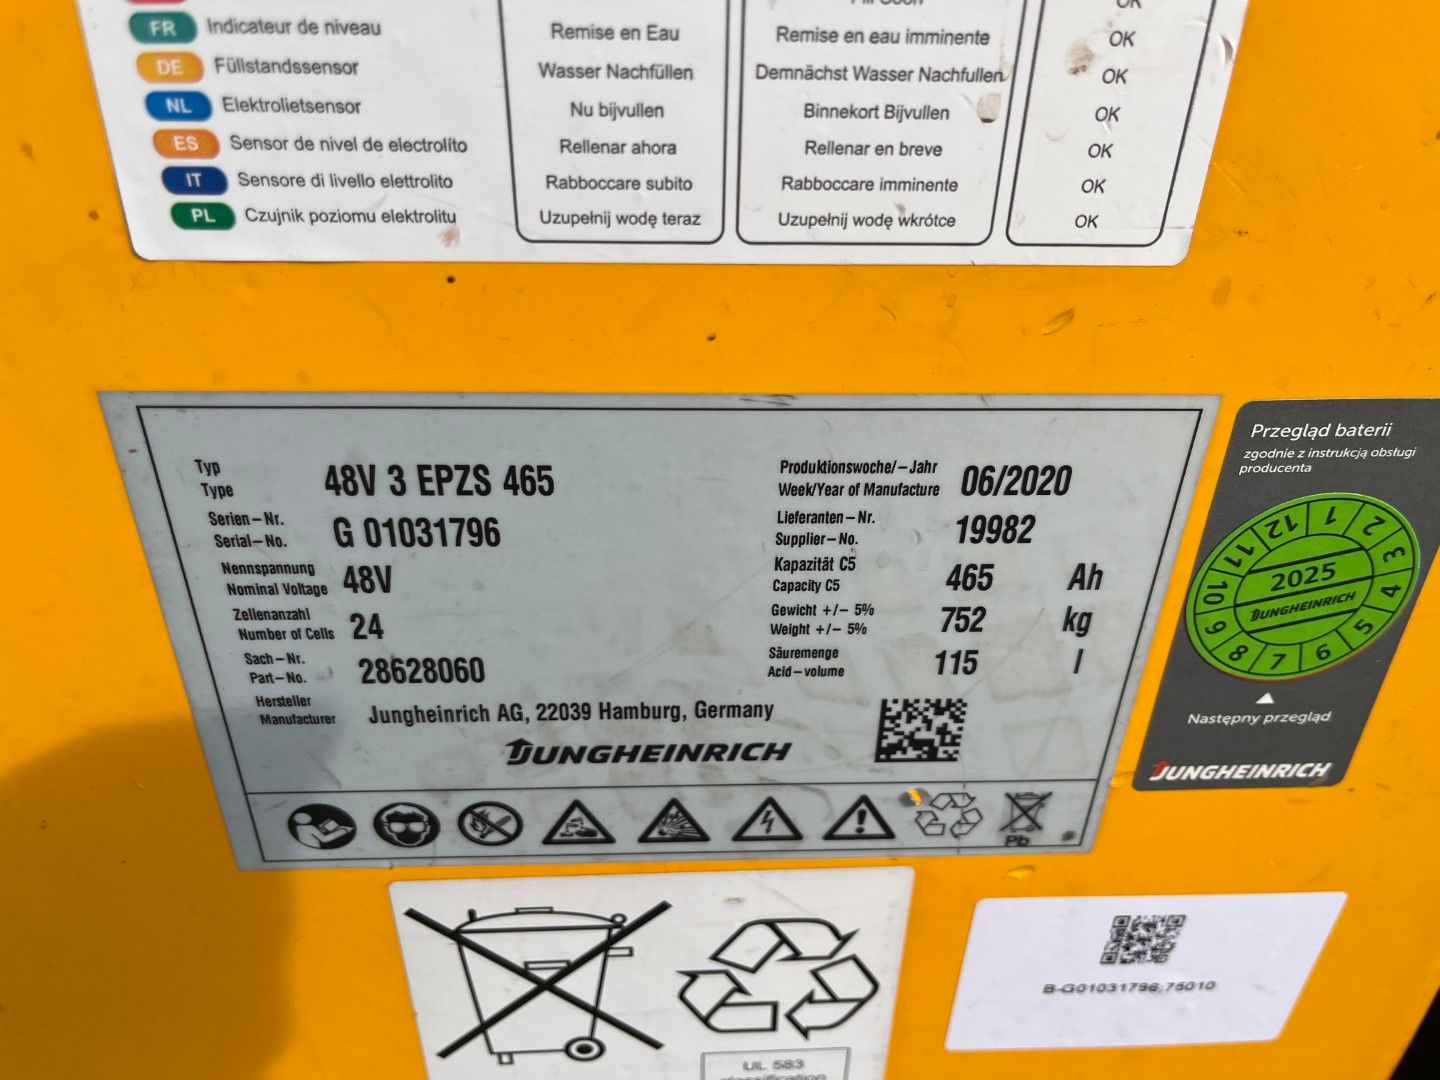 OK
FR Indicateur de niveau Remise en Eau Remise en eau imminente OK
DE Füllstandssensor Wasser Nachfüllen Demnächst Wasser Nachfullen OK
NL Elektrolietsensor Nu bijvullen Binnekort Bijvullen OK
ES Sensor de nivel de electrolito Rellenar ahora Rellenar en breve OK
IT Sensore di livello elettrolito Rabboccare subito Rabboccare imminente OK
PL Czujnik poziomu elektrolitu Uzupełnij wodę teraz Uzupełnij wodę wkrótce OK
Typ
Type
48V 3 EPZS 465
Serien-Nr.
Serial-No.
G 01031796
Nennspannung
Nominal Voltage
48V
Zellenanzahl
Number of Cells
24
Sach-Nr.
Part-No.
28628060
Hersteller
Manufacturer
Jungheinrich AG, 22039 Hamburg, Germany
JUNGHEINRICH
Produktionswoche/-Jahr
Week/Year of Manufacture
06/2020
Lieferanten-Nr.
Supplier-No.
19982
Kapazität C5
Capacity C5
465 Ah
Gewicht +/- 5%
Weight +/- 5%
752 kg
Säuremenge
Acid-volume
115 l
Pb
Przegląd baterii
zgodnie z instrukcją obsługi
producenta
12 1 2 3 4 5 6 7 8 9 10 11
2025
JUNGHEINRICH
Następny przegląd
JUNGHEINRICH
B-G01031796,75010
UL 583
classification